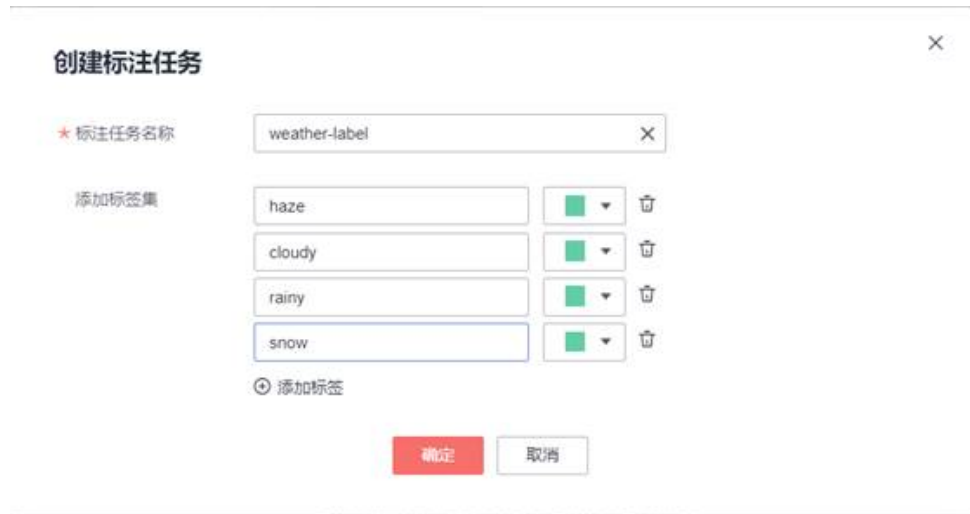 创建标注任务
* 标注任务名称 weather-label
添加标签集 haze
cloudy
rainy
snow
添加标签
确定 取消